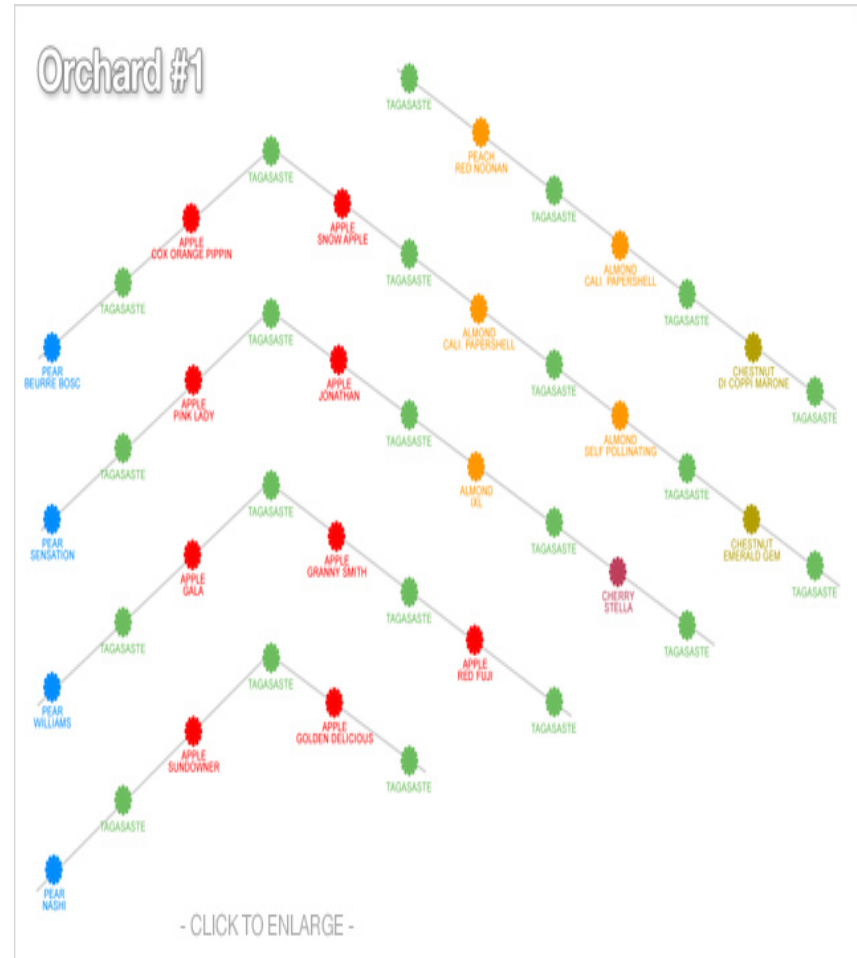 Orchard #1
TAGASASTE
PEACH
RED NOONAN
TAGASASTE
ALMOND
CALI. PAPERSHELL
TAGASASTE
CHESTNUT
DI COPPI MARONE
TAGASASTE
PEAR
BEURRE BOSC
TAGASASTE
APPLE
COX ORANGE PIPPIN
TAGASASTE
APPLE
SNOW APPLE
TAGASASTE
ALMOND
CALI. PAPERSHELL
TAGASASTE
ALMOND
SELF POLLINATING
TAGASASTE
CHESTNUT
EMERALD GEM
TAGASASTE
PEAR
SENSATION
TAGASASTE
APPLE
PINK LADY
TAGASASTE
APPLE
JONATHAN
TAGASASTE
ALMOND
IXL
TAGASASTE
CHERRY
STELLA
TAGASASTE
PEAR
WILLIAMS
TAGASASTE
APPLE
GALA
TAGASASTE
APPLE
GRANNY SMITH
TAGASASTE
APPLE
RED FUJI
TAGASASTE
PEAR
NASHI
TAGASASTE
APPLE
SUNDOWNER
TAGASASTE
APPLE
GOLDEN DELICIOUS
TAGASASTE
- CLICK TO ENLARGE -